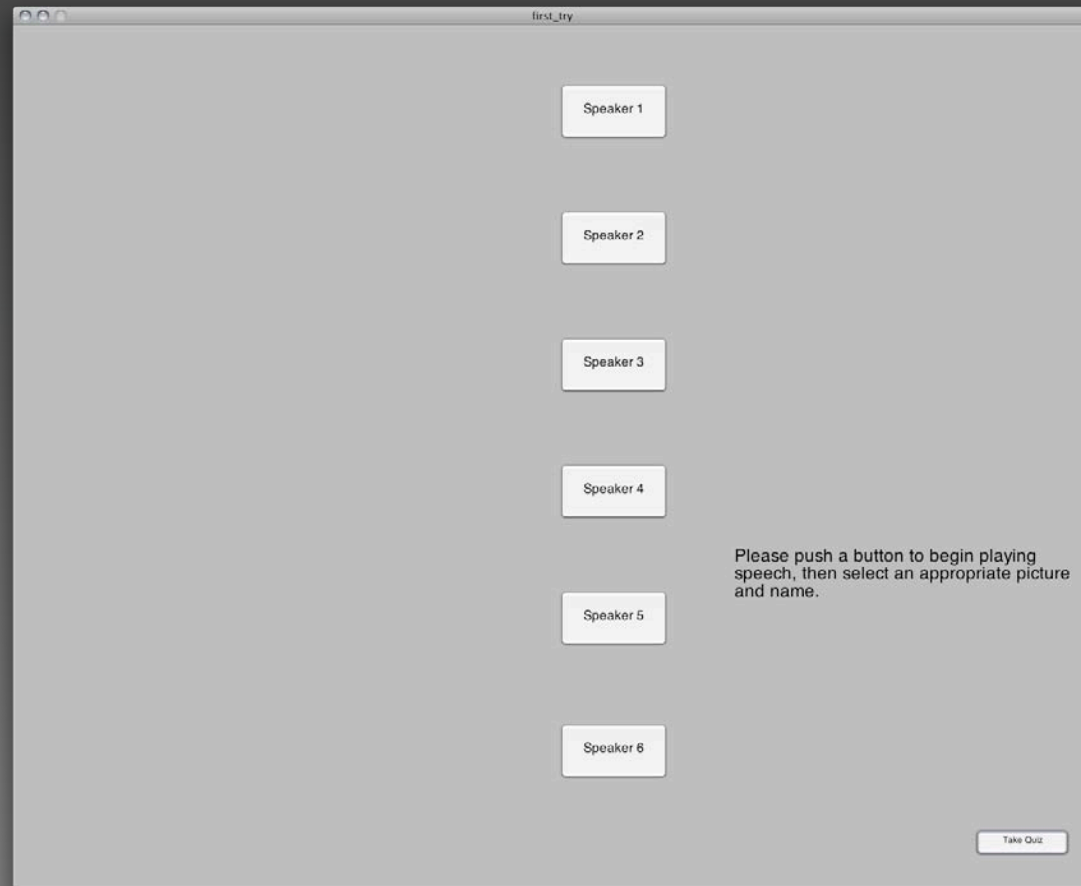 first_try
Speaker 1
Speaker 2
Speaker 3
Speaker 4
Please push a button to begin playing
speech, then select an appropriate picture
and name.
Speaker 5
Speaker 6
Take Quiz